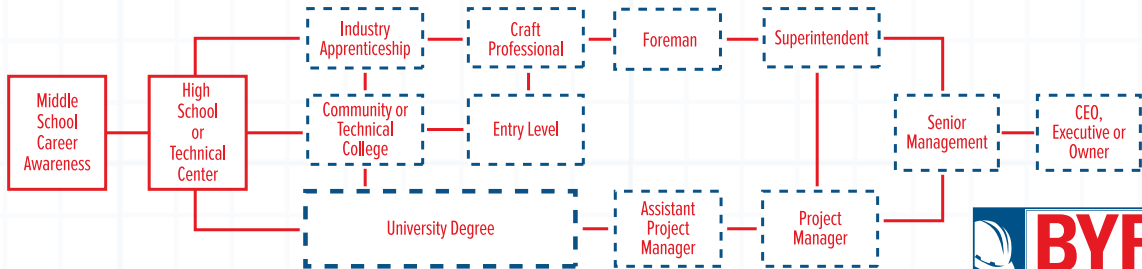 Middle
School
Career
Awareness
High
School
or
Technical
Center
Industry
Apprenticeship
Craft
Professional
Foreman
Superintendent
Community or
Technical
College
Entry Level
University Degree
Assistant
Project
Manager
Project
Manager
Senior
Management
CEO,
Executive or
Owner